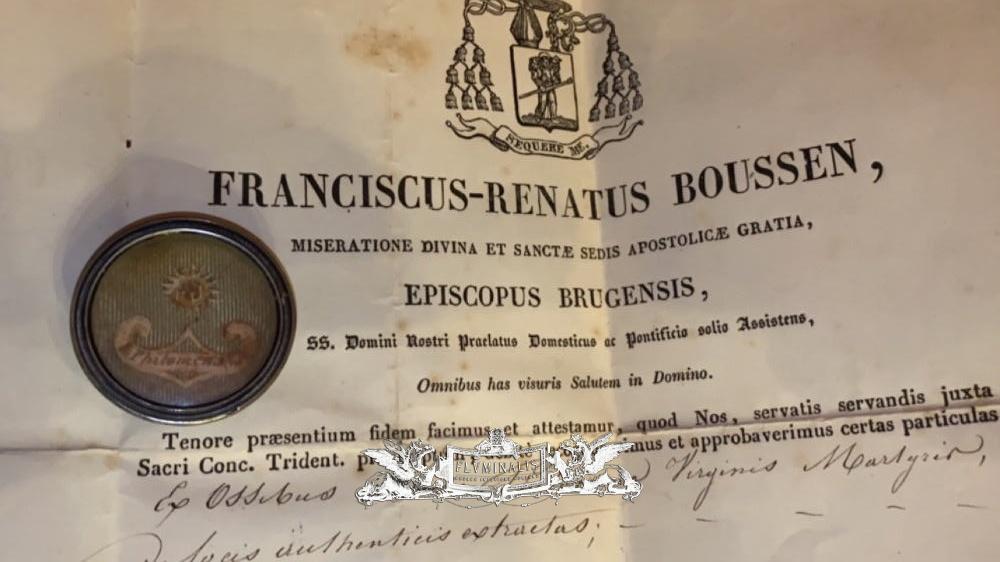 SEQUERE ME.
FRANCISCUS-RENATUS BOUSSEN,
MISERATIONE DIVINA ET SANCTÆ SEDIS APOSTOLICÆ GRATIA,
EPISCOPUS BRUGENSIS,
SS. Domini Nostri Praelatus Domesticus ac Pontificio solio Assistens,
Omnibus has visuris Salutem in Domino.
Tenore præsentium fidem facimus et attestamur, quod Nos, servatis servandis juxta
Sacri Conc. Trident. et approbaverimus certas particulas
Ex Ossibus Virginis Martyris,
locis authenticis extractas;
FLVMINALIS